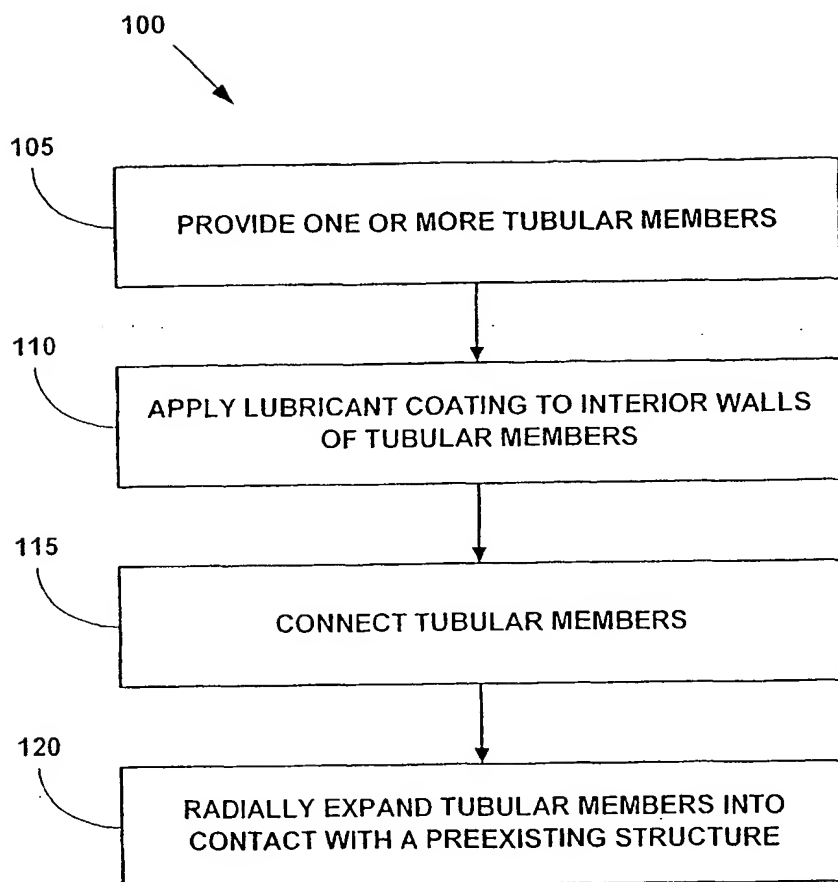 100
105
PROVIDE ONE OR MORE TUBULAR MEMBERS
110
APPLY LUBRICANT COATING TO INTERIOR WALLS
OF TUBULAR MEMBERS
115
CONNECT TUBULAR MEMBERS
120
RADIALLY EXPAND TUBULAR MEMBERS INTO
CONTACT WITH A PREEXISTING STRUCTURE